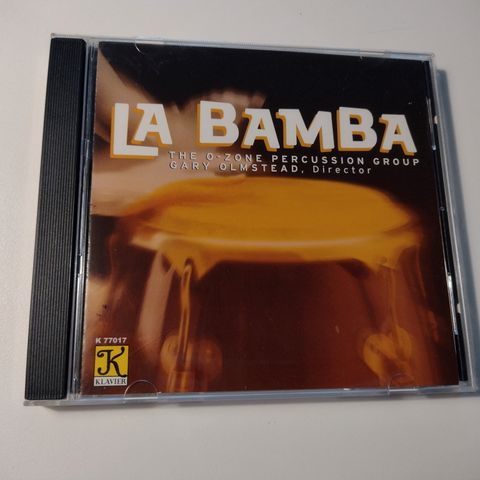 LA BAMBA
THE O-ZONE PERCUSSION GROUP
GARY OLMSTEAD, Director
K 77017
K
KLAVIER